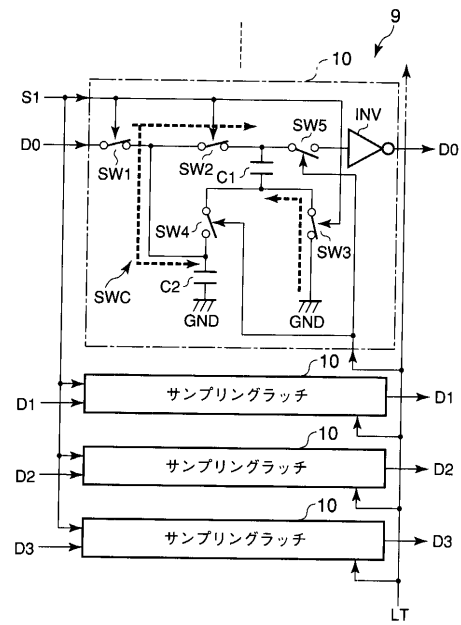 9
10
S1
INV
SW5
D0
D0
SW1
SW2
C1
SW4
SW3
SWC
C2
GND
GND
10
D1
サンプリングラッチ
D1
10
D2
サンプリングラッチ
D2
10
D3
サンプリングラッチ
D3
LT